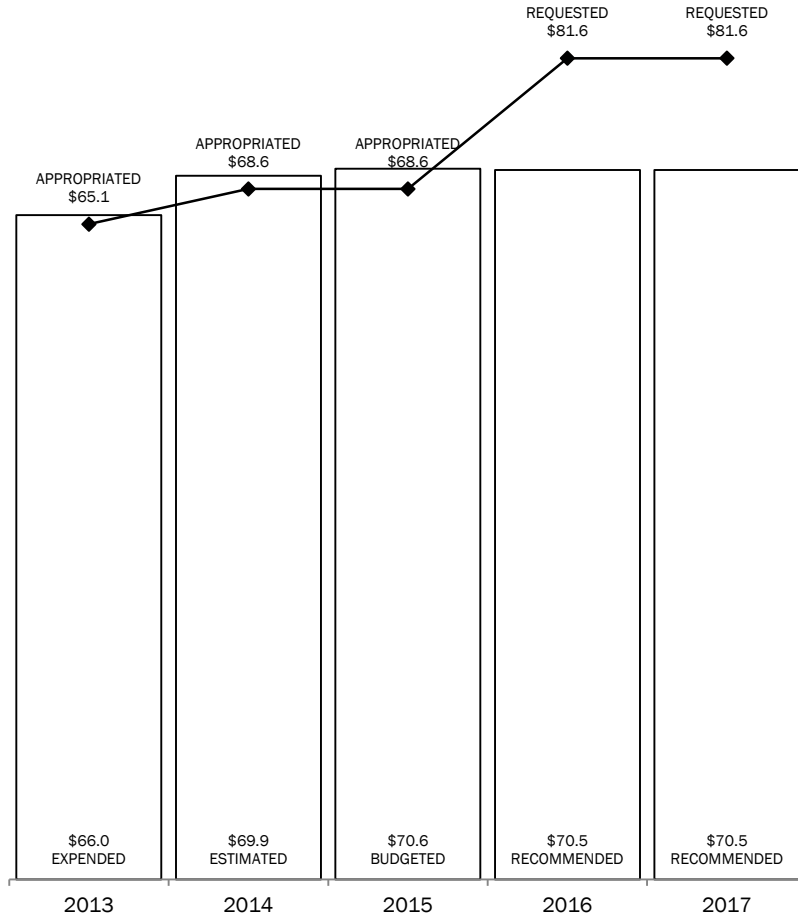 REQUESTED
$81.6
REQUESTED
$81.6
APPROPRIATED
$65.1
APPROPRIATED
$68.6
APPROPRIATED
$68.6
$66.0
EXPENDED
$69.9
ESTIMATED
$70.6
BUDGETED
$70.5
RECOMMENDED
$70.5
RECOMMENDED
2013
2014
2015
2016
2017